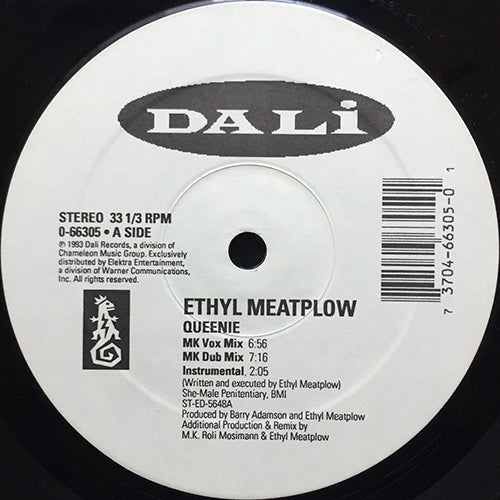 DALi
STEREO 33 1/3 RPM
0-66305 • A SIDE
℗ 1993 Dali Records, a division of
Chameleon Music Group. Exclusively
distributed by Elektra Entertainment,
a division of Warner Communications,
Inc. All rights reserved.
7 3704-66305-0 1
ETHYL MEATPLOW
QUEENIE
MK Vox Mix 6:56
MK Dub Mix 7:16
Instrumental 2:05
(Written and executed by Ethyl Meatplow)
She-Male Penitentiary, BMI
ST-ED-5648A
Produced by Barry Adamson and Ethyl Meatplow
Additional Production & Remix by
M.K. Roli Mosimann & Ethyl Meatplow